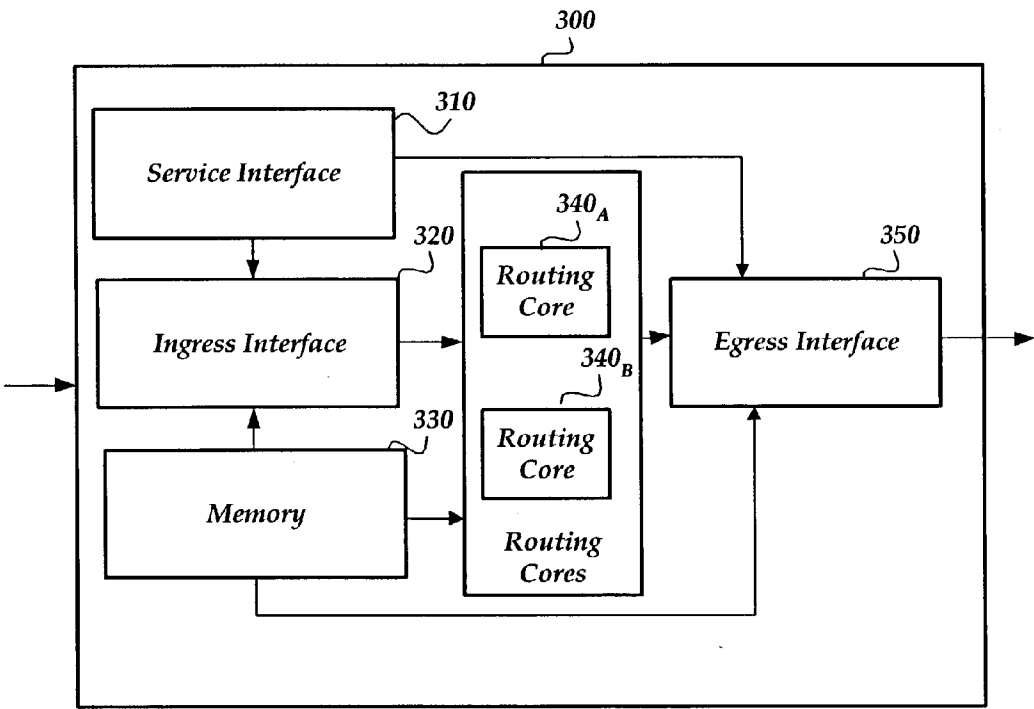 300
310
Service Interface
340A
Routing
Core
320
Ingress Interface
350
Egress Interface
340B
Routing
Core
330
Memory
Routing
Cores